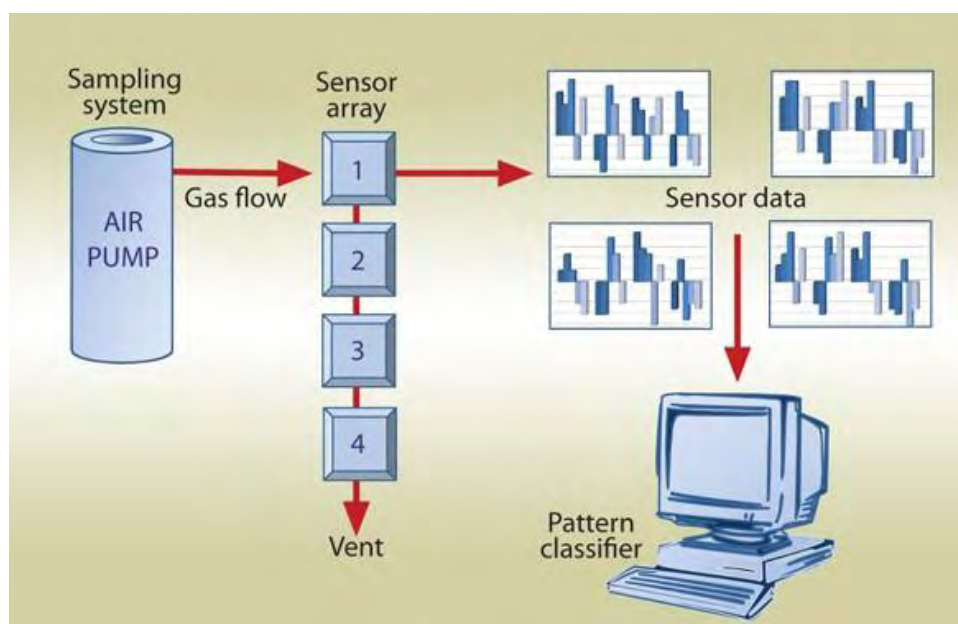 Sampling
system
AIR
PUMP
Gas flow
Sensor
array
1
2
3
4
Vent
Sensor data
Pattern
classifier